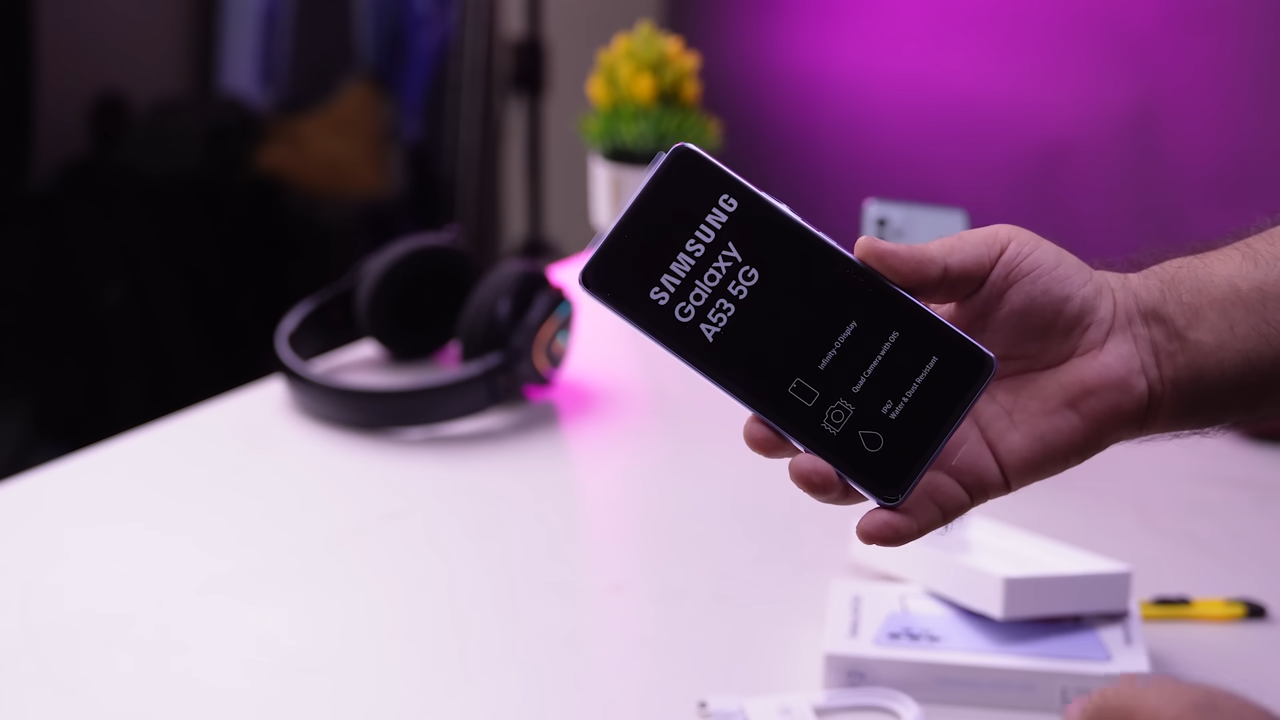 SAMSUNG
Galaxy
A53 5G
Infinity-O Display
Quad Camera with OIS
IP67
Water & Dust Resistant